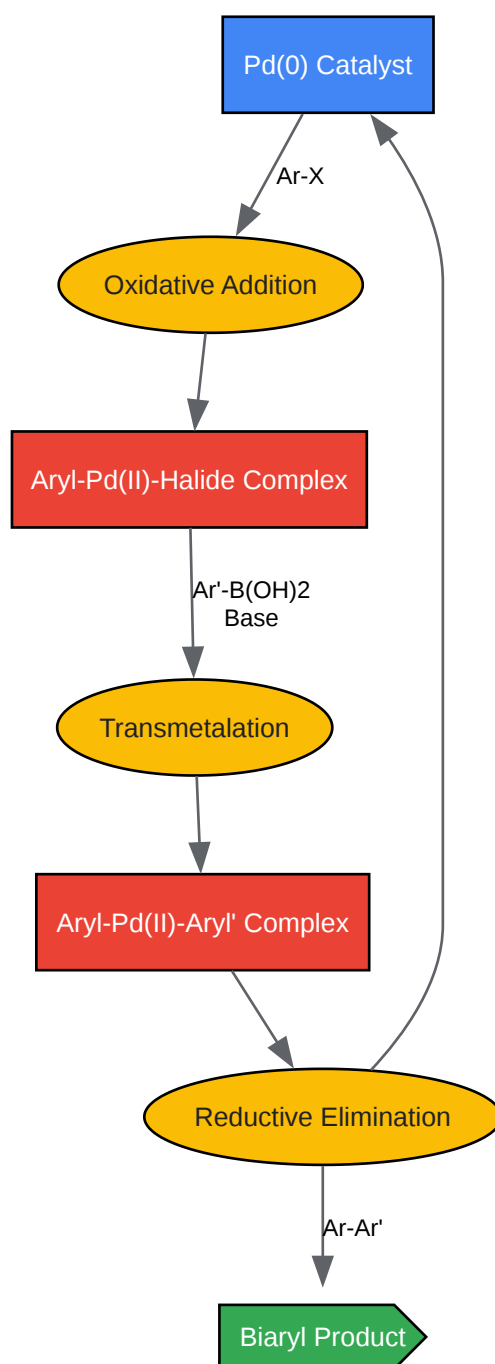 Pd(0) Catalyst
Ar-X
Oxidative Addition
Aryl-Pd(II)-Halide Complex
Ar'-B(OH)2
Base
Transmetalation
Aryl-Pd(II)-Aryl' Complex
Reductive Elimination
Ar-Ar'
Biaryl Product